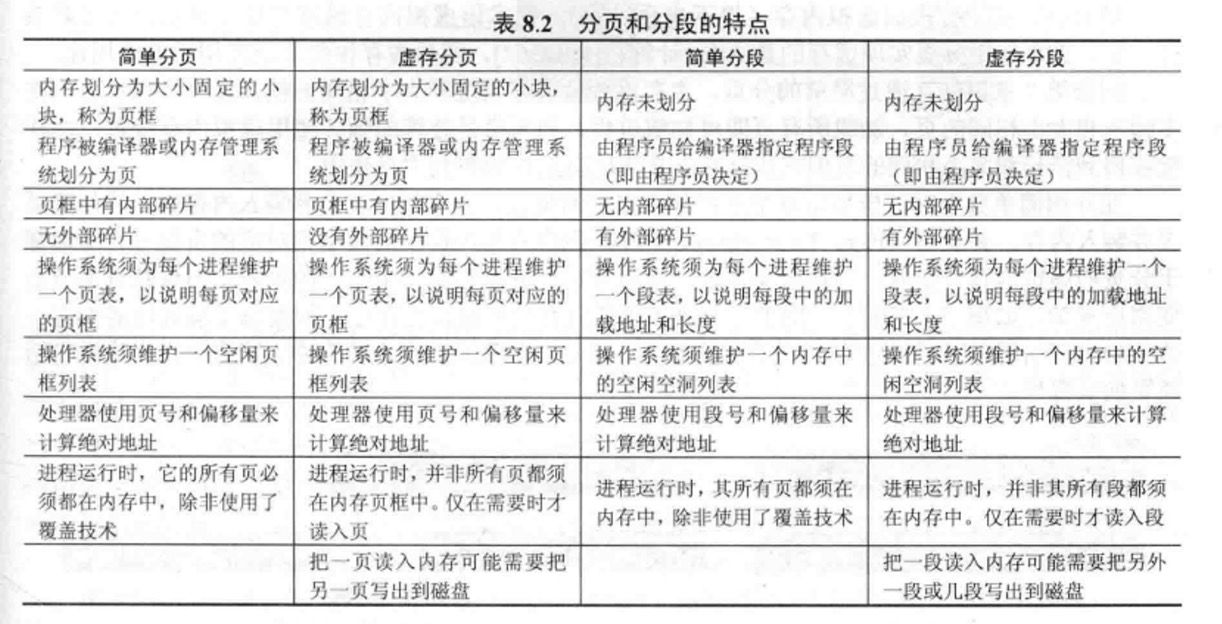 表 8.2 分页和分段的特点
简单分页
虚存分页
简单分段
虚存分段
内存划分为大小固定的小
块，称为页框
内存划分为大小固定的小块，
称为页框
内存未划分
内存未划分
程序被编译器或内存管理系
统划分为页
程序被编译器或内存管理系
统划分为页
由程序员给编译器指定程序段
（即由程序员决定）
由程序员给编译器指定程序段
（即由程序员决定）
页框中有内部碎片
页框中有内部碎片
无内部碎片
无内部碎片
无外部碎片
没有外部碎片
有外部碎片
有外部碎片
操作系统须为每个进程维护
一个页表，以说明每页对应
的页框
操作系统须为每个进程维护
一个页表，以说明每页对应的
页框
操作系统须为每个进程维护
一个段表，以说明每段中的加
载地址和长度
操作系统须为每个进程维护一个
段表，以说明每段中的加载地址
和长度
操作系统须维护一个空闲页
框列表
操作系统须维护一个空闲页
框列表
操作系统须维护一个内存中
的空闲空洞列表
操作系统须维护一个内存中的空
闲空洞列表
处理器使用页号和偏移量来
计算绝对地址
处理器使用页号和偏移量来
计算绝对地址
处理器使用段号和偏移量来
计算绝对地址
处理器使用段号和偏移量来计算
绝对地址
进程运行时，它的所有页必
须都在内存中，除非使用了
覆盖技术
进程运行时，并非所有页都须
在内存页框中。仅在需要时才
读入页
进程运行时，其所有页都须在
内存中，除非使用了覆盖技术
进程运行时，并非其所有段都须
在内存中。仅在需要时才读入段
把一页读入内存可能需要把
另一页写出到磁盘
把一段读入内存可能需要把另外
一段或几段写出到磁盘